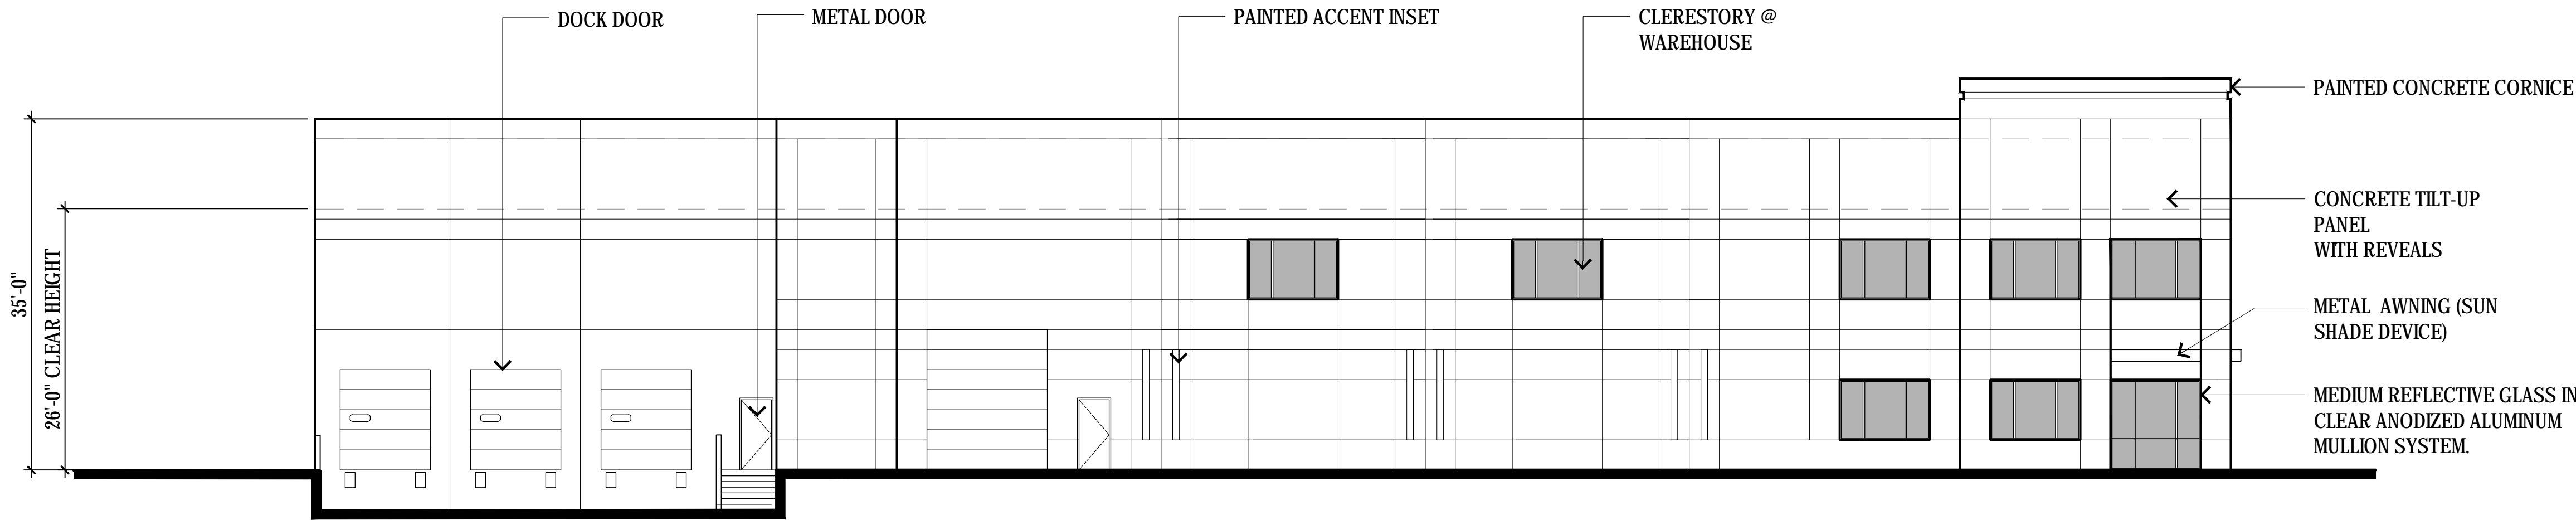 DOCK DOOR
METAL DOOR
PAINTED ACCENT INSET
CLERESTORY @
WAREHOUSE
PAINTED CONCRETE CORNICE
CONCRETE TILT-UP
PANEL
WITH REVEALS
METAL AWNING (SUN
SHADE DEVICE)
MEDIUM REFLECTIVE GLASS IN
CLEAR ANODIZED ALUMINUM
MULLION SYSTEM.
35'-0"
26'-0" CLEAR HEIGHT